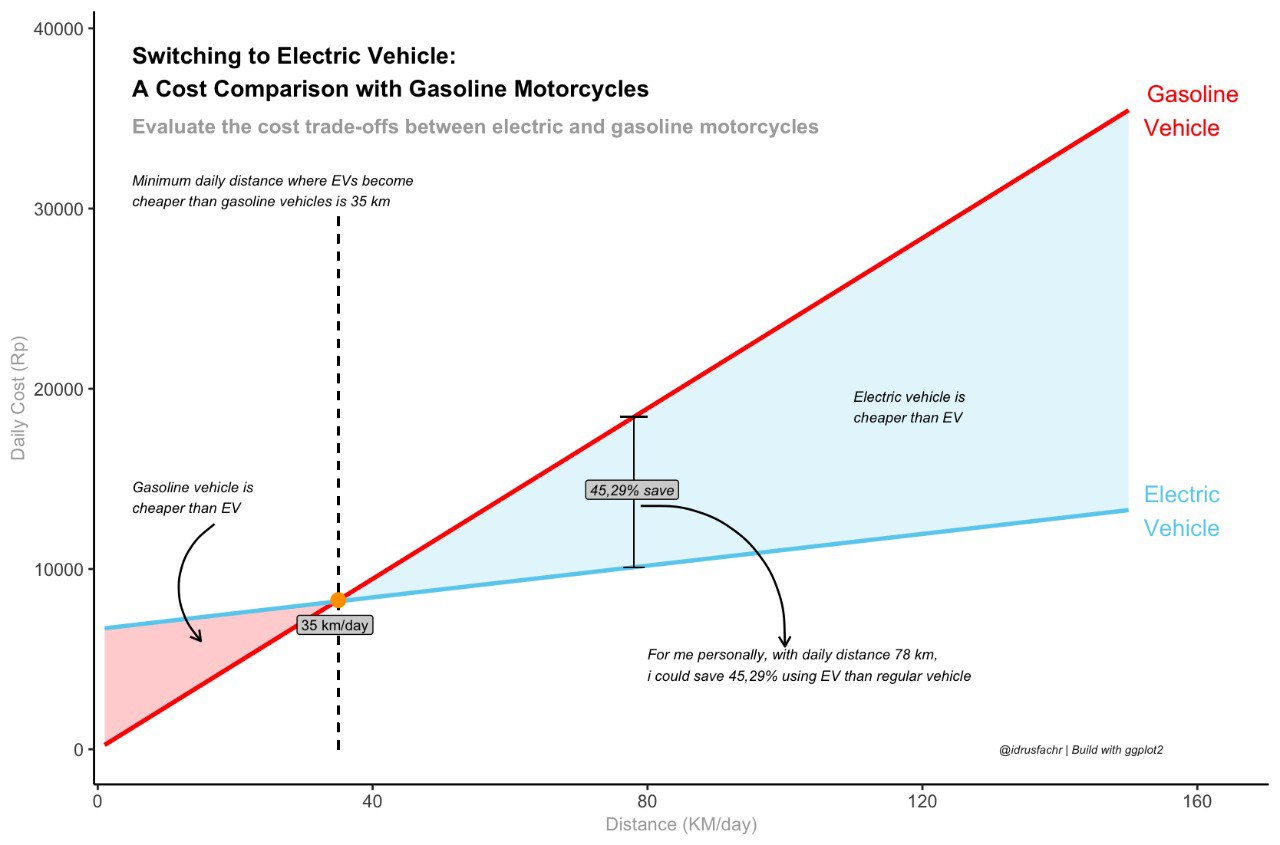 40000
Switching to Electric Vehicle:
A Cost Comparison with Gasoline Motorcycles
Evaluate the cost trade-offs between electric and gasoline motorcycles
Gasoline
Vehicle
Minimum daily distance where EVs become
cheaper than gasoline vehicles is 35 km
30000
Daily Cost (Rp)
20000
Electric vehicle is
cheaper than EV
45,29% save
Gasoline vehicle is
cheaper than EV
Electric
Vehicle
10000
35 km/day
For me personally, with daily distance 78 km,
i could save 45,29% using EV than regular vehicle
0
@idrusfachr | Build with ggplot2
0 40 80 120 160
Distance (KM/day)